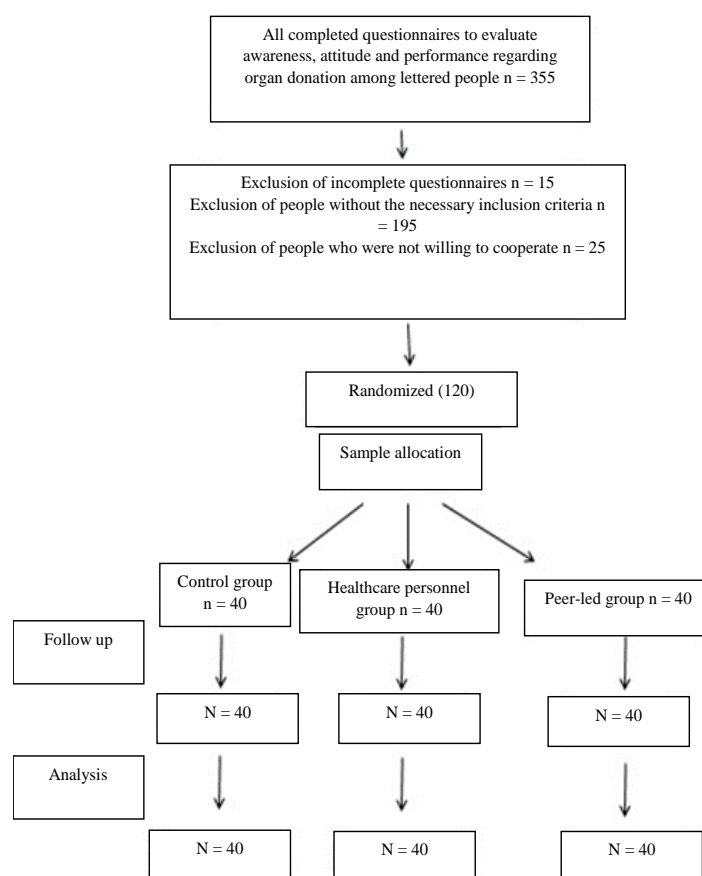 All completed questionnaires to evaluate
awareness, attitude and performance regarding
organ donation among lettered people n = 355
Exclusion of incomplete questionnaires n = 15
Exclusion of people without the necessary inclusion criteria n
= 195
Exclusion of people who were not willing to cooperate n = 25
Randomized (120)
Sample allocation
Control group
n = 40
Healthcare personnel
group n = 40
Peer-led group n = 40
Follow up
N = 40
N = 40
N = 40
Analysis
N = 40
N = 40
N = 40